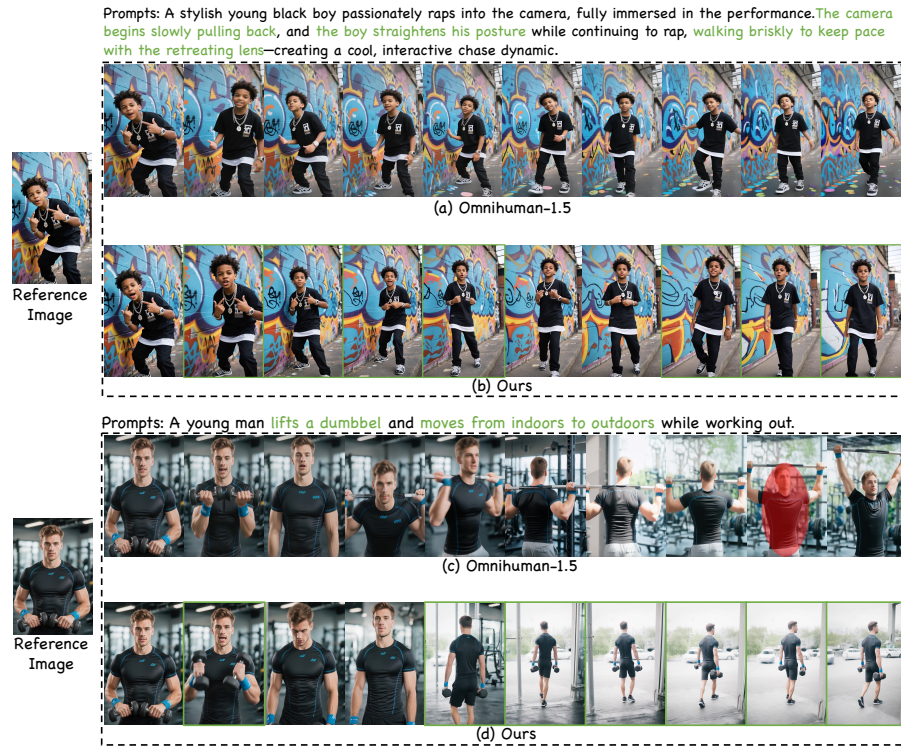 Prompts: A stylish young black boy passionately raps into the camera, fully immersed in the performance.The camera
begins slowly pulling back, and the boy straightens his posture while continuing to rap, walking briskly to keep pace
with the retreating lens—creating a cool, interactive chase dynamic.
(a) Omnihuman-1.5
Reference
Image
(b) Ours
Prompts: A young man lifts a dumbbel and moves from indoors to outdoors while working out.
(c) Omnihuman-1.5
Reference
Image
(d) Ours